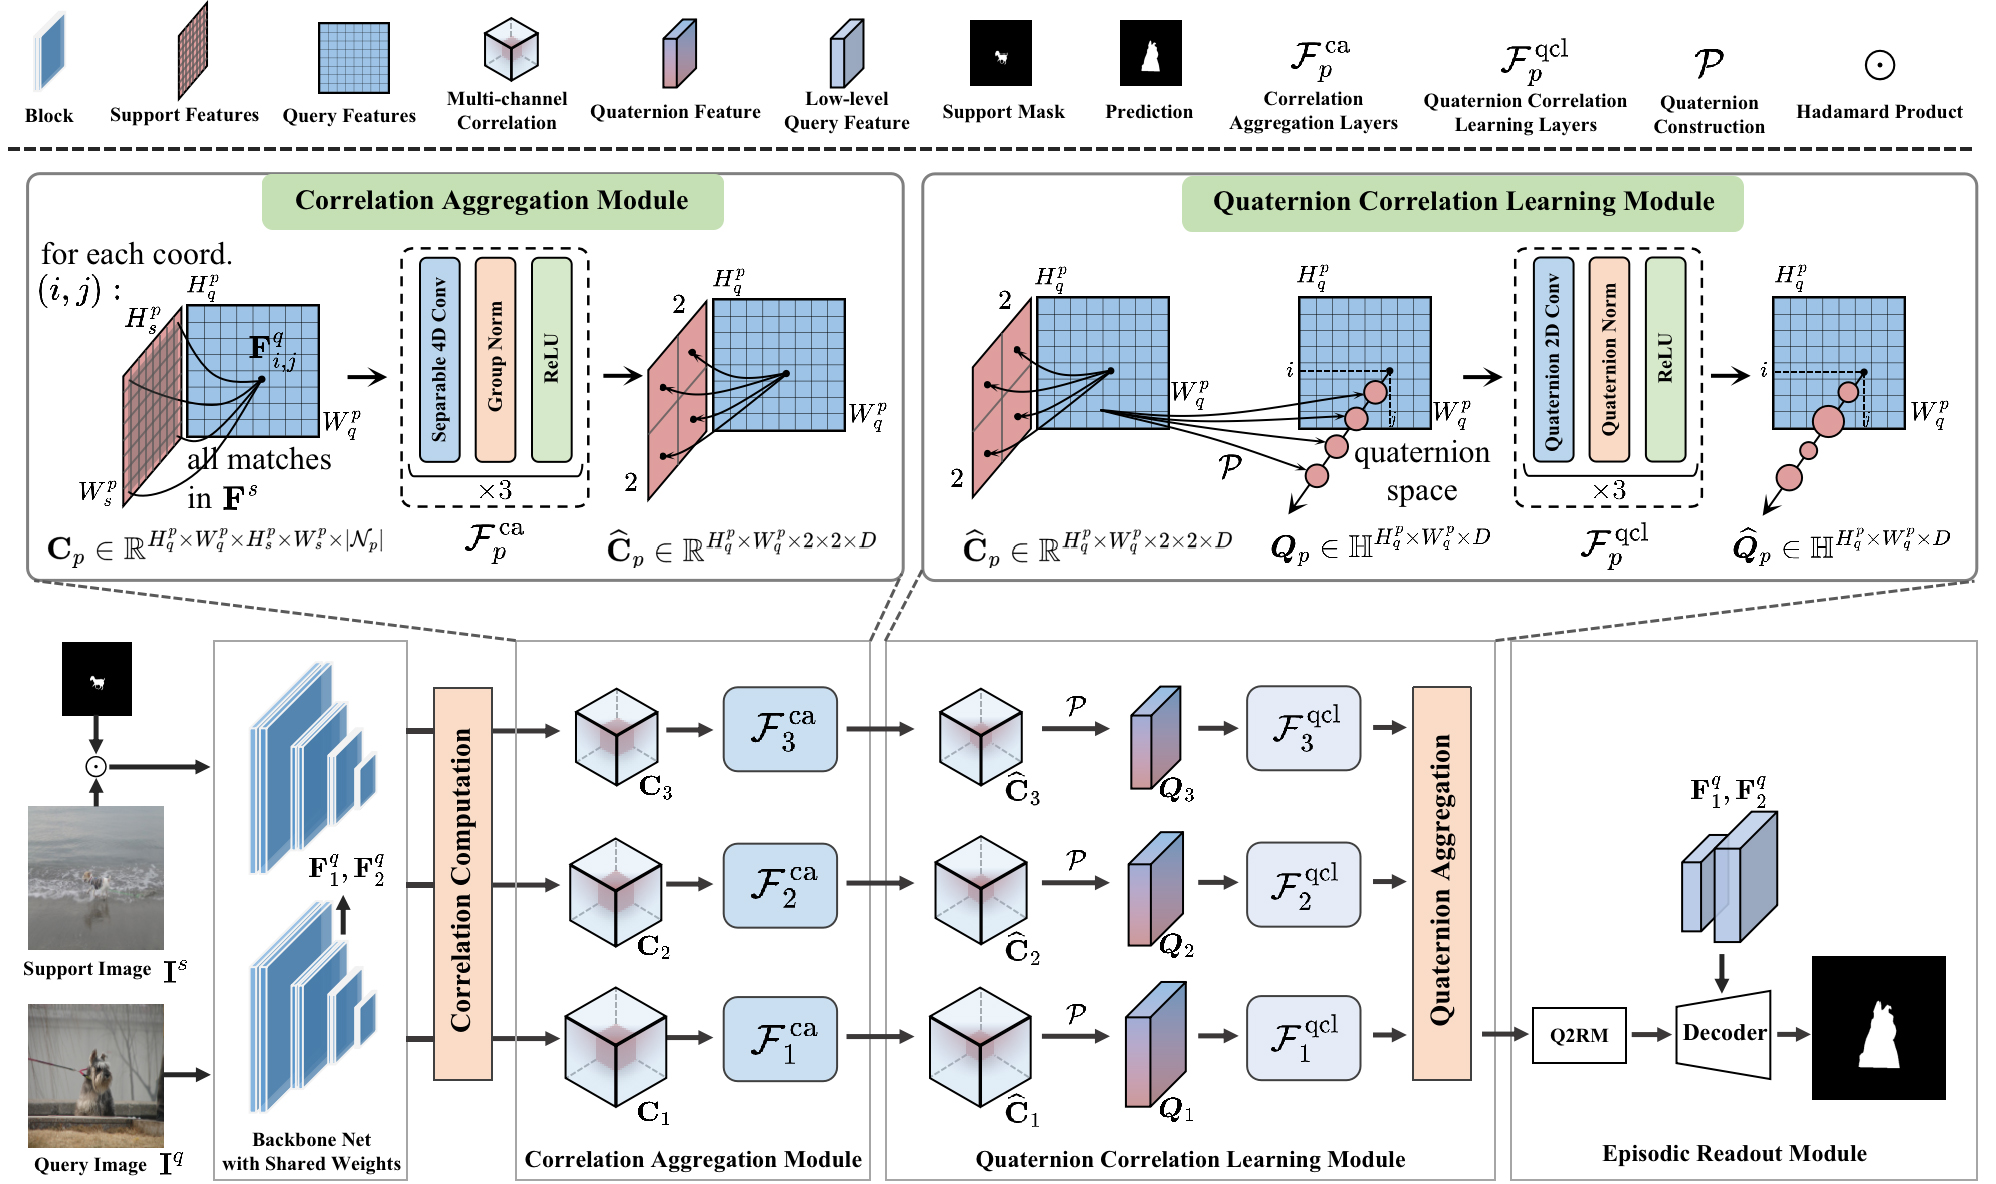 Block
Support Features
Query Features
Multi-channel
Correlation
Quaternion Feature
Low-level
Query Feature
Support Mask
Prediction
$\mathcal{F}_p^{\text{ca}}$
Correlation
Aggregation Layers
$\mathcal{F}_p^{\text{qcl}}$
Quaternion Correlation
Learning Layers
$\mathcal{P}$
Quaternion
Construction
⊙
Hadamard Product
Correlation Aggregation Module
for each coord.
$(i, j):$
$H_s^p$
$W_s^p$
$H_q^p$
$\mathbf{F}_{i,j}^q$
$W_q^p$
all matches
in $\mathbf{F}^s$
$\mathbf{C}_p \in \mathbb{R}^{H_q^p \times W_q^p \times H_s^p \times W_s^p \times |\mathcal{N}_p|}$
Separable 4D Conv
Group Norm
ReLU
×3
$\mathcal{F}_p^{\text{ca}}$
2
2
$H_q^p$
$W_q^p$
$\widehat{\mathbf{C}}_p \in \mathbb{R}^{H_q^p \times W_q^p \times 2 \times 2 \times D}$
Quaternion Correlation Learning Module
2
2
$H_q^p$
$W_q^p$
$\widehat{\mathbf{C}}_p \in \mathbb{R}^{H_q^p \times W_q^p \times 2 \times 2 \times D}$
$\mathcal{P}$
$H_q^p$
i
j
$W_q^p$
quaternion
space
$\boldsymbol{Q}_p \in \mathbb{H}^{H_q^p \times W_q^p \times D}$
Quaternion 2D Conv
Quaternion Norm
ReLU
×3
$\mathcal{F}_p^{\text{qcl}}$
$H_q^p$
i
j
$W_q^p$
$\widehat{\boldsymbol{Q}}_p \in \mathbb{H}^{H_q^p \times W_q^p \times D}$
⊙
Support Image $\mathbf{I}^s$
Query Image $\mathbf{I}^q$
$\mathbf{F}_1^q, \mathbf{F}_2^q$
Backbone Net
with Shared Weights
Correlation Computation
$\mathbf{C}_3$
$\mathcal{F}_3^{\text{ca}}$
$\mathbf{C}_2$
$\mathcal{F}_2^{\text{ca}}$
$\mathbf{C}_1$
$\mathcal{F}_1^{\text{ca}}$
Correlation Aggregation Module
$\widehat{\mathbf{C}}_3$
$\mathcal{P}$
$\boldsymbol{Q}_3$
$\mathcal{F}_3^{\text{qcl}}$
$\widehat{\mathbf{C}}_2$
$\mathcal{P}$
$\boldsymbol{Q}_2$
$\mathcal{F}_2^{\text{qcl}}$
$\widehat{\mathbf{C}}_1$
$\mathcal{P}$
$\boldsymbol{Q}_1$
$\mathcal{F}_1^{\text{qcl}}$
Quaternion Aggregation
Quaternion Correlation Learning Module
$\mathbf{F}_1^q, \mathbf{F}_2^q$
Q2RM
Decoder
Episodic Readout Module